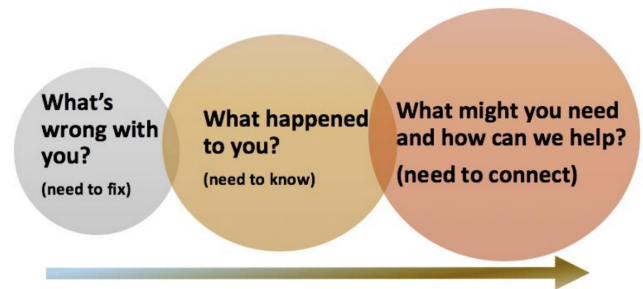 What's
wrong with
you?
(need to fix)
What happened
to you?
(need to know)
What might you need
and how can we help?
(need to connect)